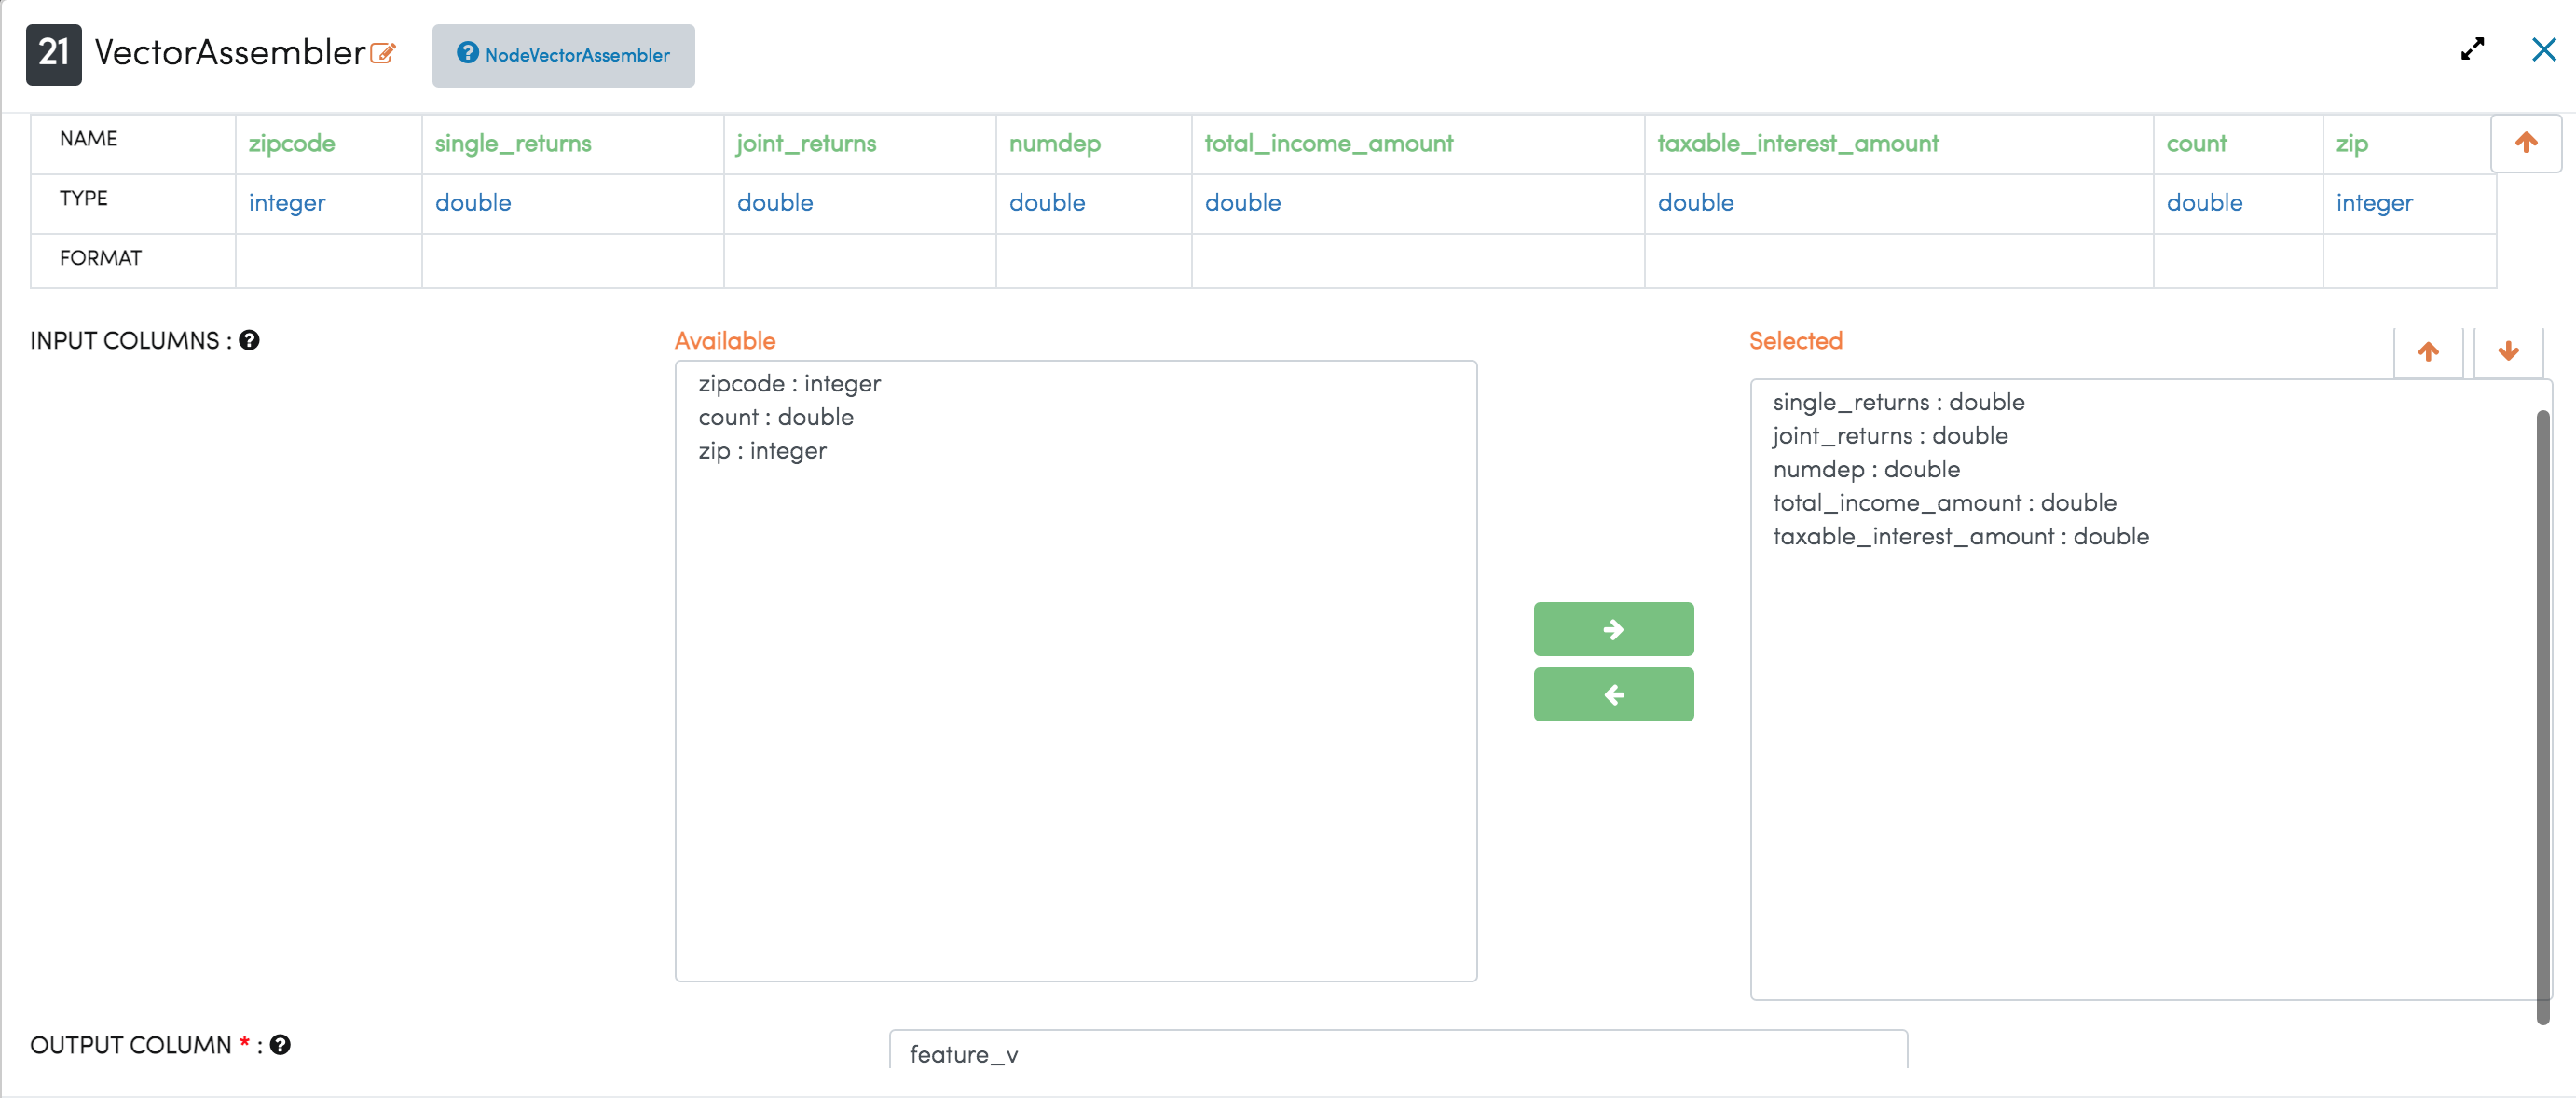 21 VectorAssembler NodeVectorAssembler
NAME zipcode single_returns joint_returns numdep total_income_amount taxable_interest_amount count zip
TYPE integer double double double double double double integer
FORMAT
INPUT COLUMNS : Available Selected
zipcode : integer
count : double
zip : integer
single_returns : double
joint_returns : double
numdep : double
total_income_amount : double
taxable_interest_amount : double
OUTPUT COLUMN * : feature_v